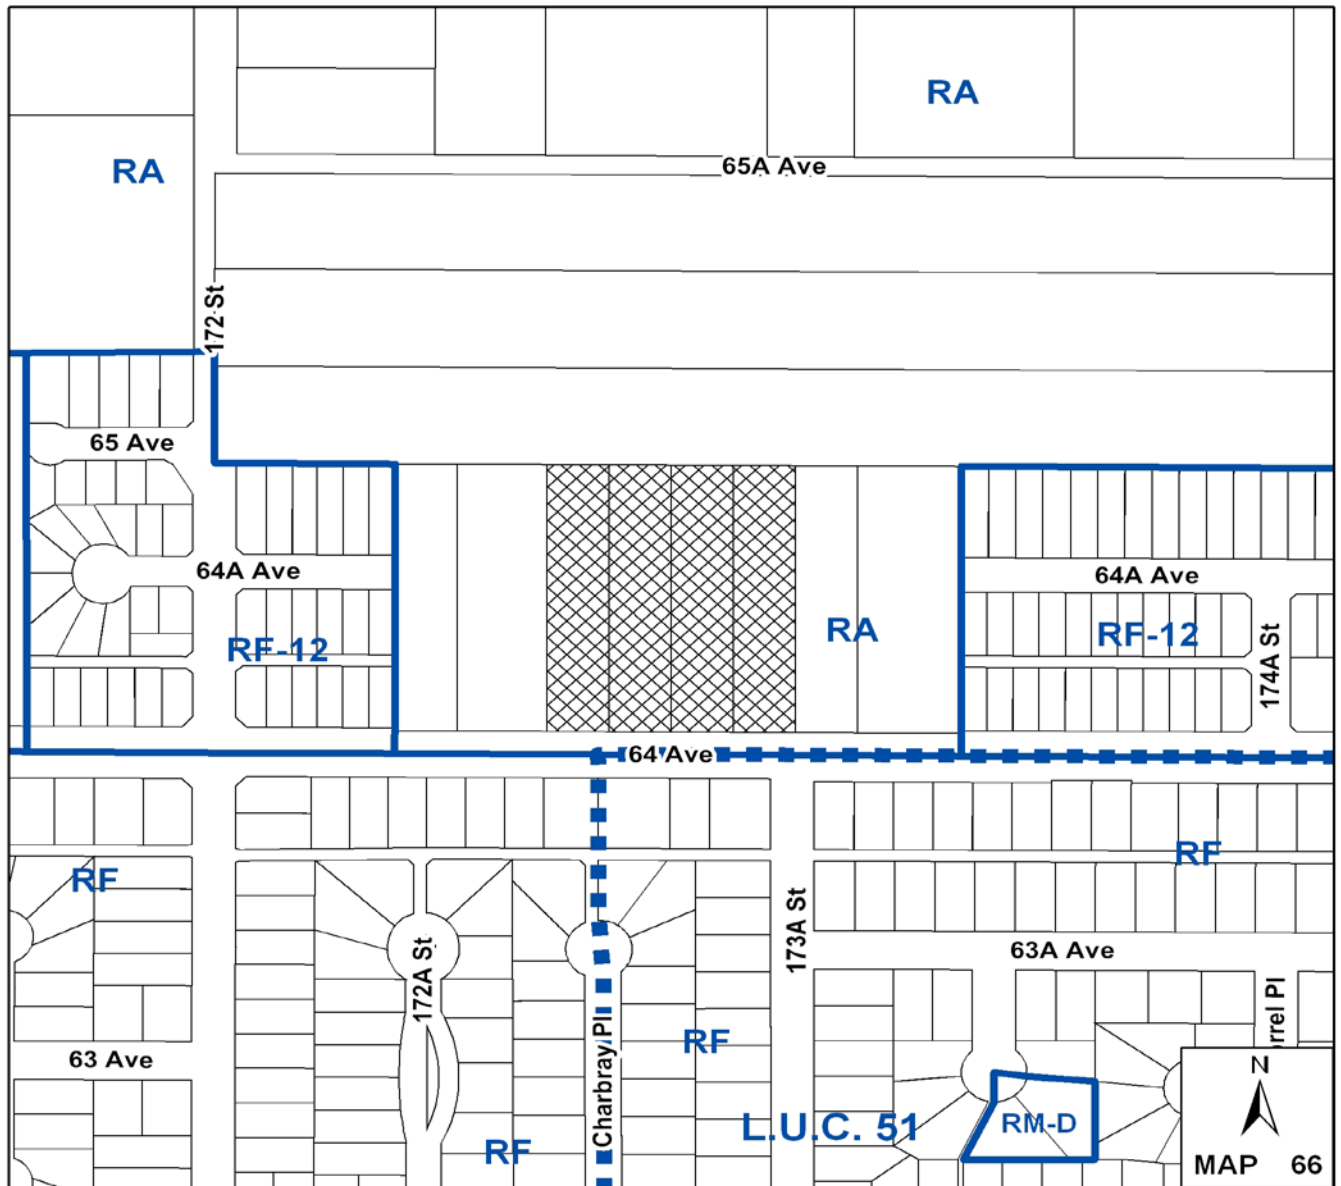 RA
65A Ave
RA
172 St
65 Ave
64A Ave
64A Ave
RA
RF-12
RF-12
174A St
64 Ave
RF
RF
173A St
63A Ave
172A St
orrel Pl
Charbray Pl
RF
63 Ave
N
L.U.C. 51
RM-D
RF
MAP 66